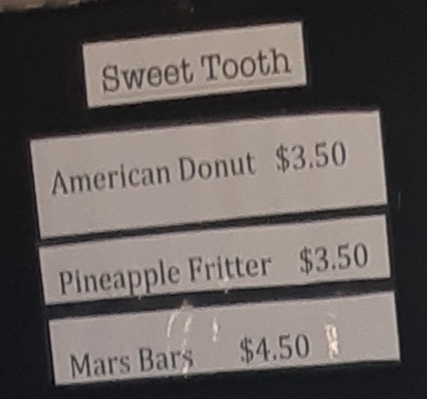 Sweet Tooth
American Donut $3.50
Pineapple Fritter $3.50
Mars Bars $4.50